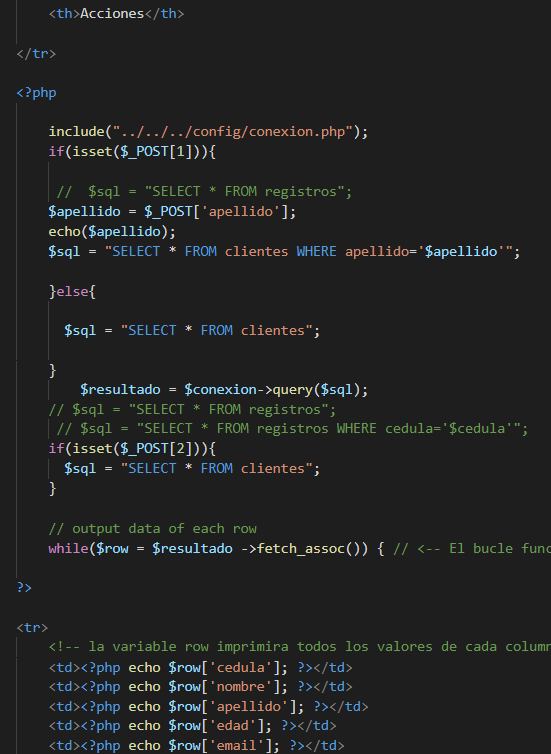 <th>Acciones</th>
</tr>
<?php
include("../../../config/conexion.php");
if(isset($_POST[1])){
// $sql = "SELECT * FROM registros";
$apellido = $_POST['apellido'];
echo($apellido);
$sql = "SELECT * FROM clientes WHERE apellido='$apellido'";
}else{
$sql = "SELECT * FROM clientes";
}
$resultado = $conexion->query($sql);
// $sql = "SELECT * FROM registros";
// $sql = "SELECT * FROM registros WHERE cedula='$cedula'";
if(isset($_POST[2])){
$sql = "SELECT * FROM clientes";
}
// output data of each row
while($row = $resultado ->fetch_assoc()) { // <-- El bucle func
?>
<tr>
<!-- la variable row imprimira todos los valores de cada column
<td><?php echo $row['cedula']; ?></td>
<td><?php echo $row['nombre']; ?></td>
<td><?php echo $row['apellido']; ?></td>
<td><?php echo $row['edad']; ?></td>
<td><?php echo $row['email']; ?></td>